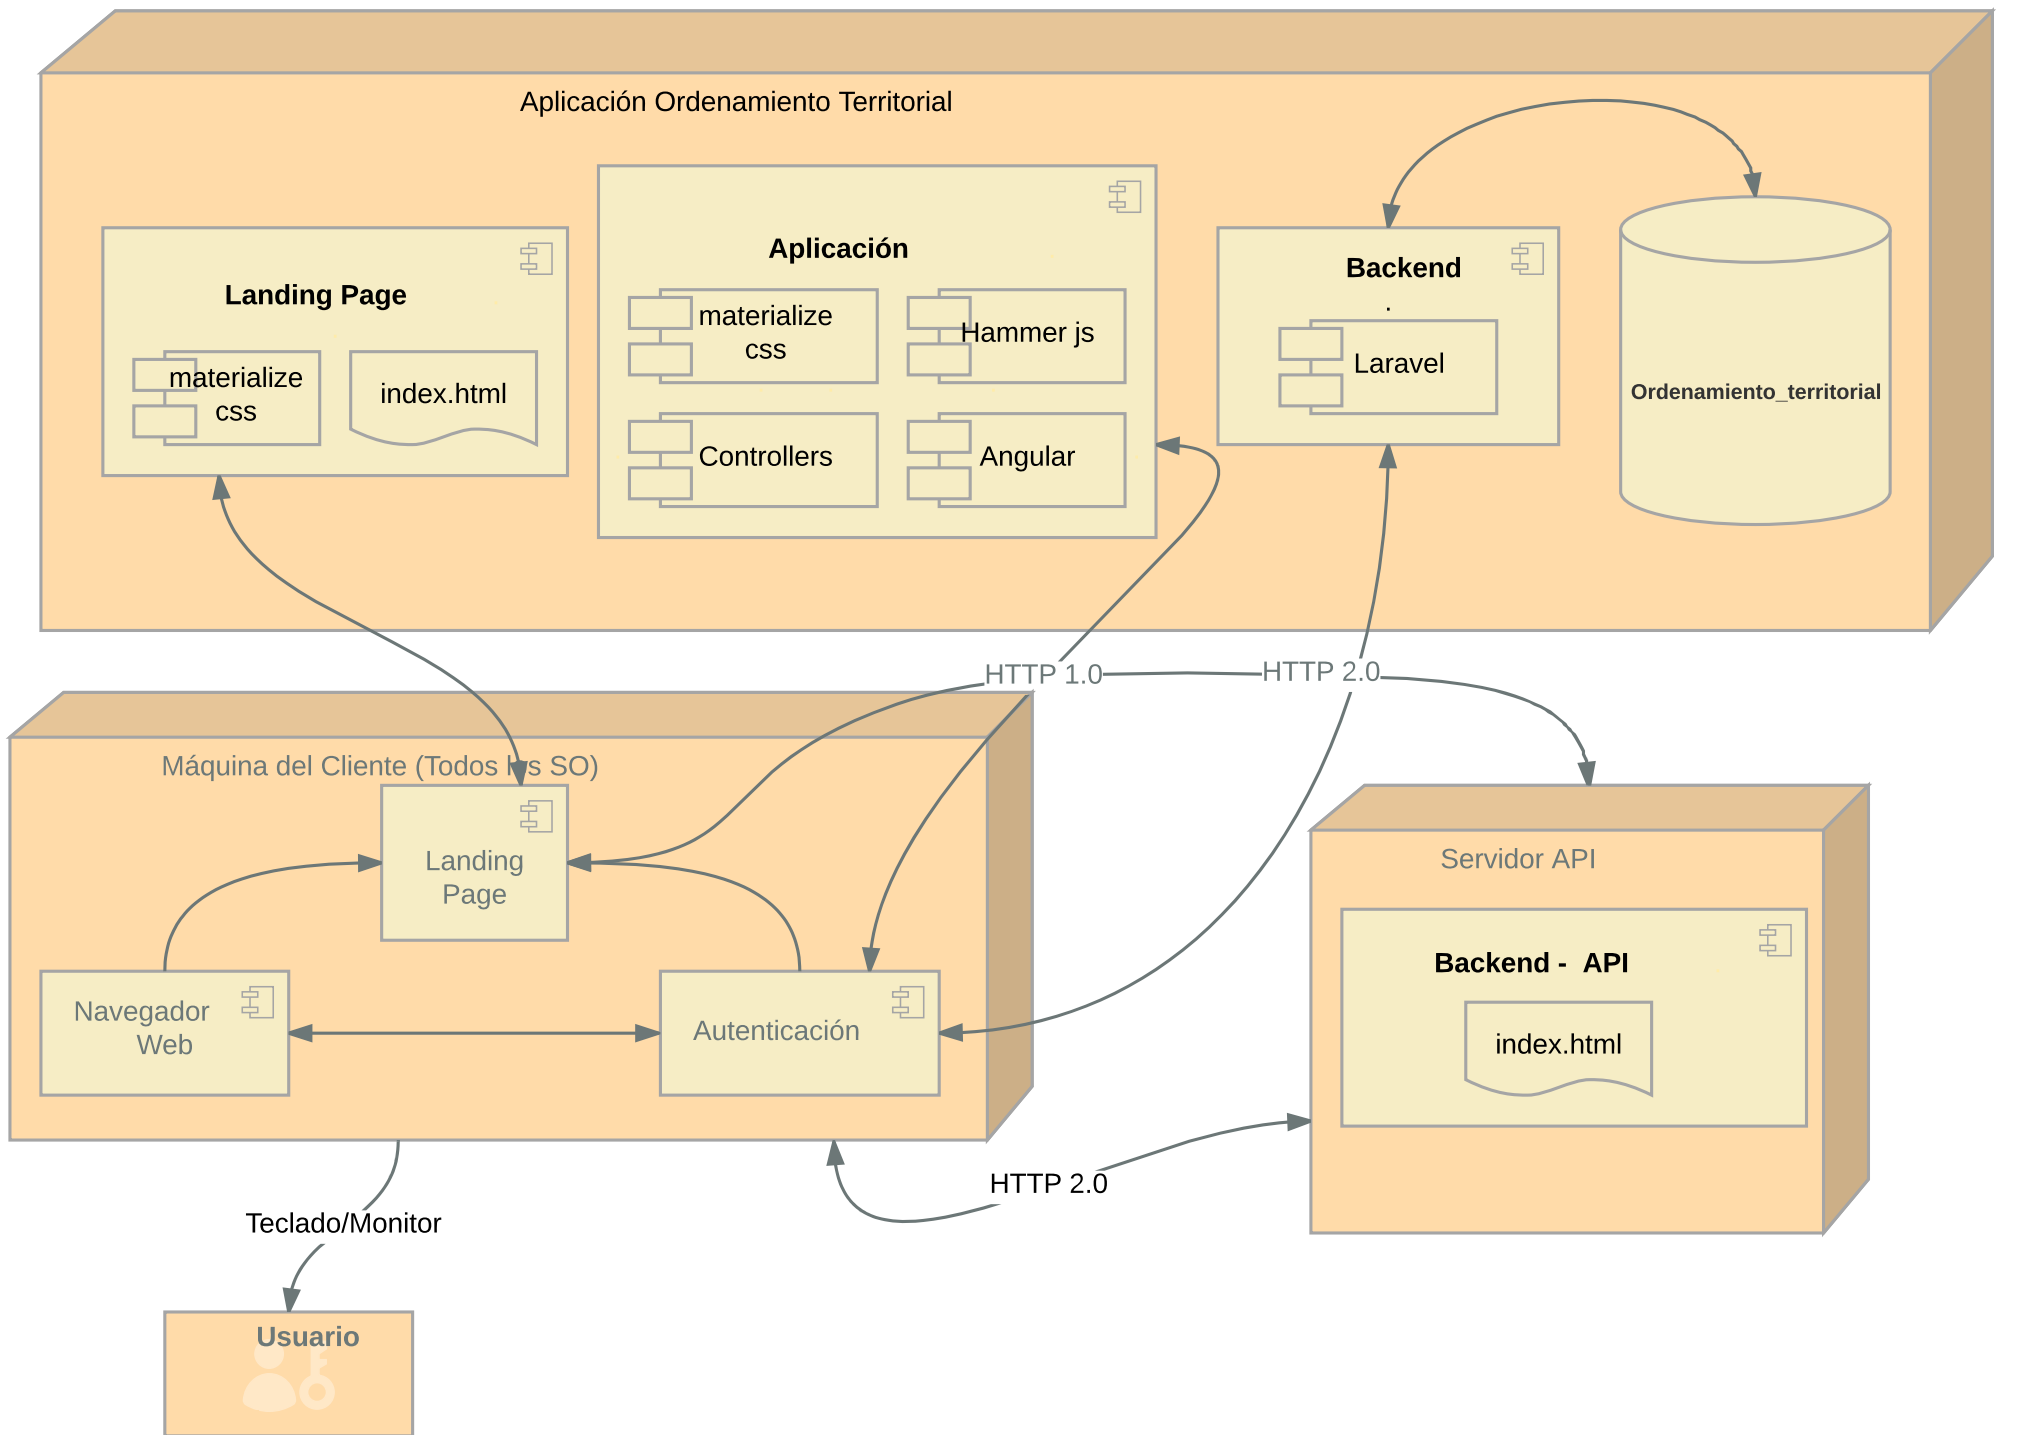 Aplicación Ordenamiento Territorial
Landing Page
materialize
css
index.html
Aplicación
materialize
css
Hammer js
Controllers
Angular
Backend
.
Laravel
Ordenamiento_territorial
HTTP 1.0
HTTP 2.0
Máquina del Cliente (Todos los SO)
Landing
Page
Navegador
Web
Autenticación
Servidor API
Backend -  API
index.html
HTTP 2.0
Teclado/Monitor
Usuario